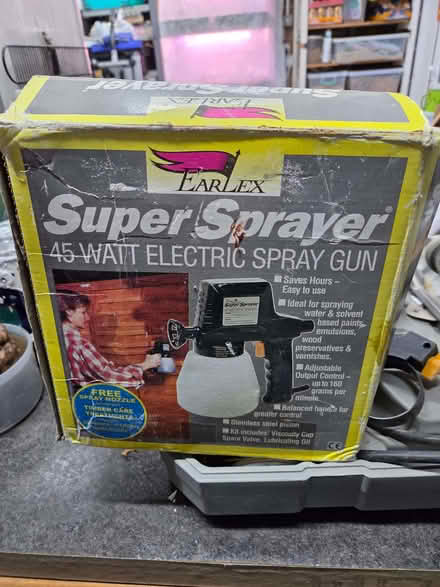 Super Sprayer
EARLEX
EARLEX
Super Sprayer®
45 WATT ELECTRIC SPRAY GUN
Saves Hours –
Easy to use
Ideal for spraying
water & solvent
based paints,
emulsions,
wood
preservatives &
varnishes.
Adjustable
Output Control –
up to 160
grams per
minute.
Balanced handle for
greater control
Stainless steel piston
Kit includes: Viscosity Cup
Spare Valve, Lubricating Oil
Super Sprayer
FREE
SPRAY NOZZLE
TIMBER CARE
TREATMENTS
CE